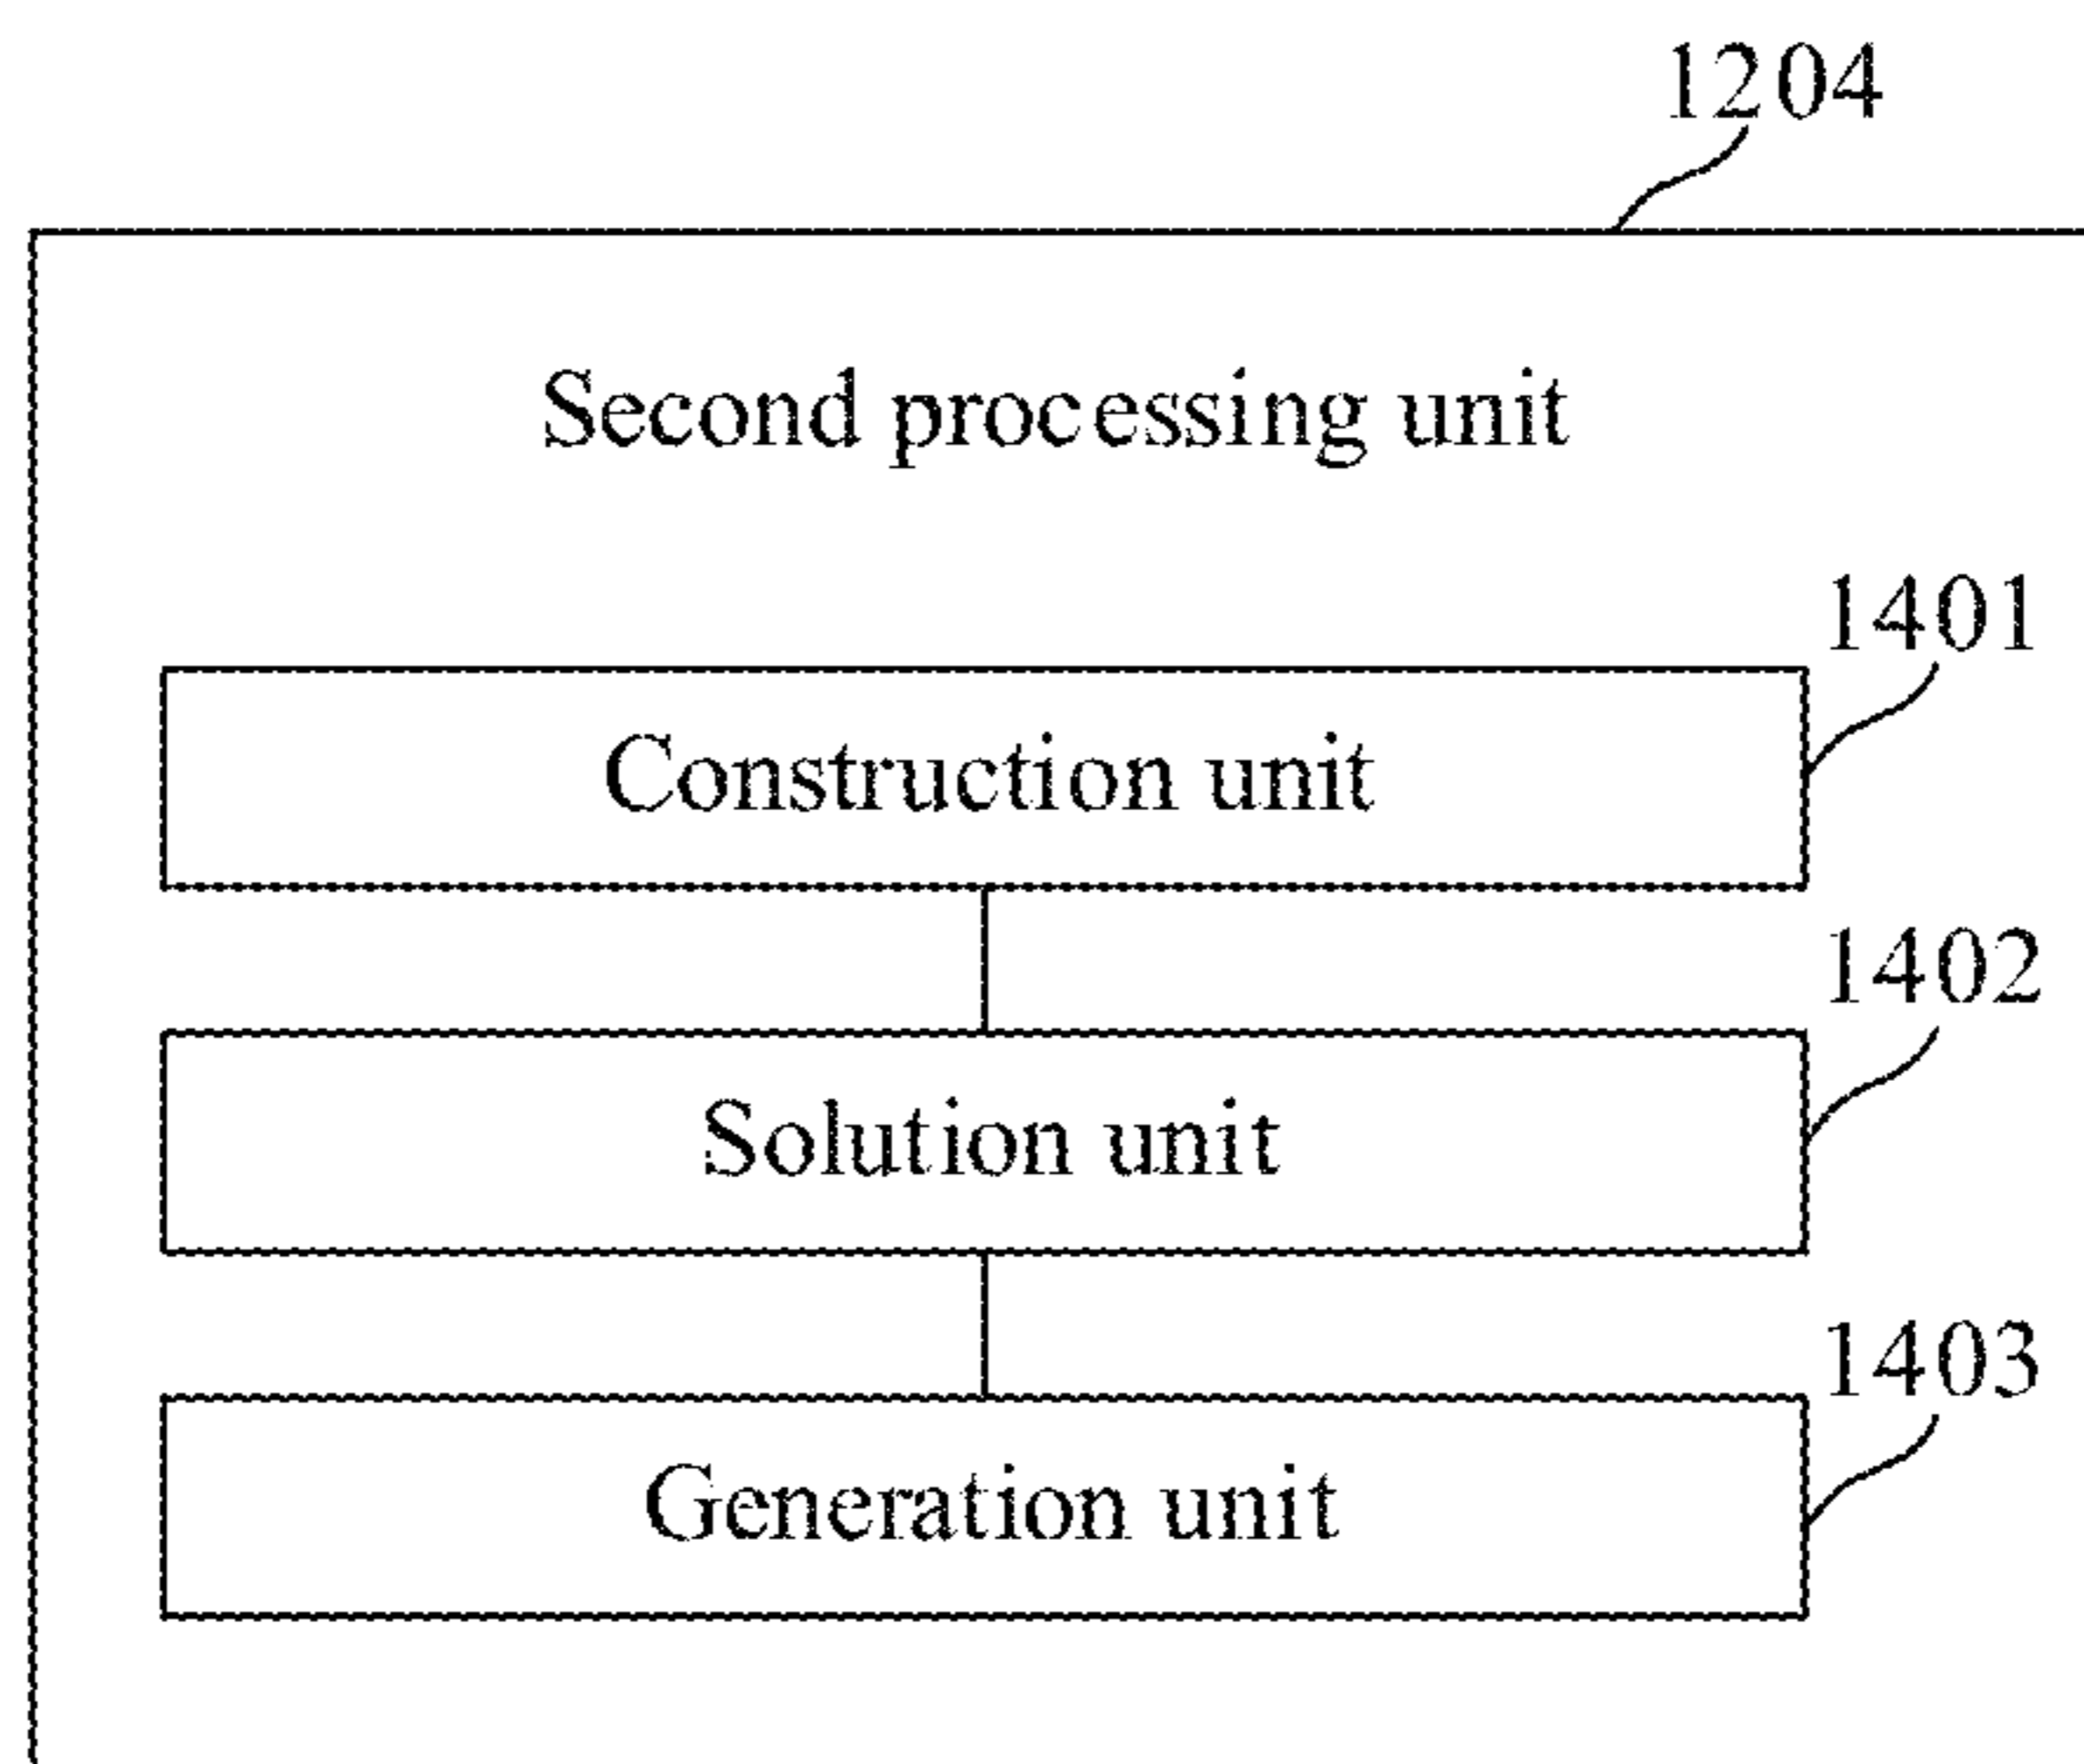 1204
Second processing unit
1401
Construction unit
1402
Solution unit
1403
Generation unit